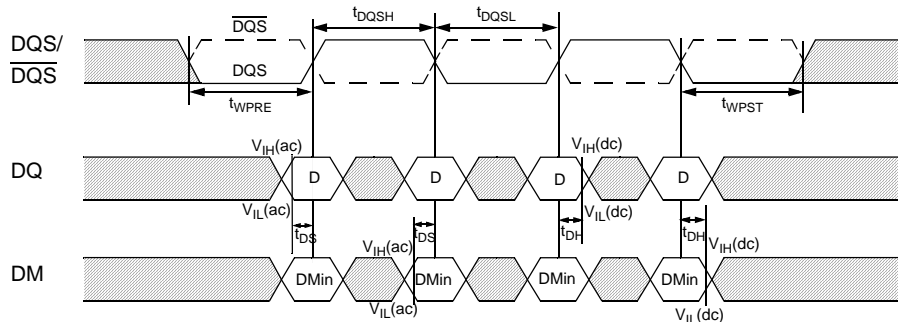 DQS tDQSH tDQSL
DQS/
DQS
DQS
tWPRE tWPST
VIH(ac) VIH(dc)
DQ D D D D
VIL(ac) VIL(dc)
tDS tDS tDH tDH
VIH(ac) VIH(dc)
DM DMin DMin DMin DMin
VIL(ac) VIL(dc)